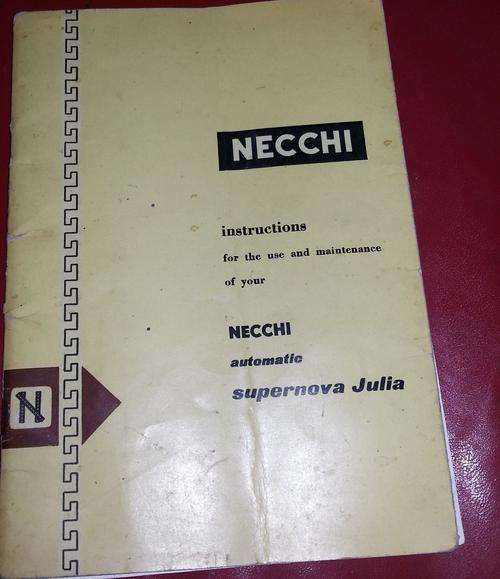 NECCHI
instructions
for the use and maintenance
of your
NECCHI
automatic
supernova Julia
N